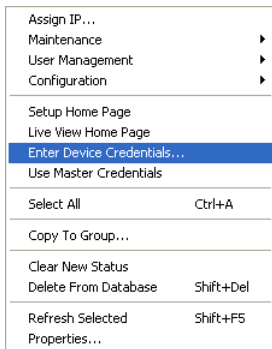 Assign IP...
Maintenance
User Management
Configuration
Setup Home Page
Live View Home Page
Enter Device Credentials...
Use Master Credentials
Select All Ctrl+A
Copy To Group...
Clear New Status
Delete From Database Shift+Del
Refresh Selected Shift+F5
Properties...